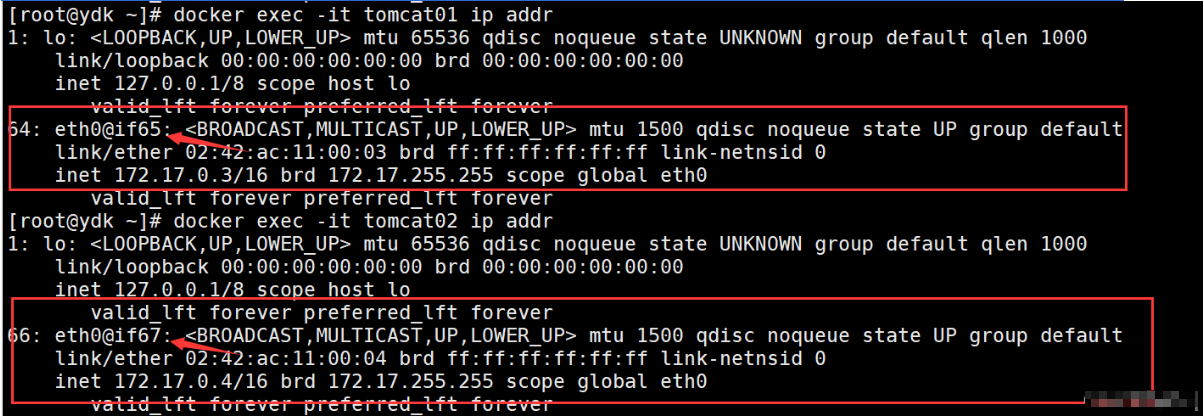 [root@ydk ~]# docker exec -it tomcat01 ip addr
1: lo: <LOOPBACK,UP,LOWER_UP> mtu 65536 qdisc noqueue state UNKNOWN group default qlen 1000
    link/loopback 00:00:00:00:00:00 brd 00:00:00:00:00:00
    inet 127.0.0.1/8 scope host lo
       valid_lft forever preferred_lft forever
64: eth0@if65: <BROADCAST,MULTICAST,UP,LOWER_UP> mtu 1500 qdisc noqueue state UP group default
    link/ether 02:42:ac:11:00:03 brd ff:ff:ff:ff:ff:ff link-netnsid 0
    inet 172.17.0.3/16 brd 172.17.255.255 scope global eth0
       valid_lft forever preferred_lft forever
[root@ydk ~]# docker exec -it tomcat02 ip addr
1: lo: <LOOPBACK,UP,LOWER_UP> mtu 65536 qdisc noqueue state UNKNOWN group default qlen 1000
    link/loopback 00:00:00:00:00:00 brd 00:00:00:00:00:00
    inet 127.0.0.1/8 scope host lo
       valid_lft forever preferred_lft forever
66: eth0@if67: <BROADCAST,MULTICAST,UP,LOWER_UP> mtu 1500 qdisc noqueue state UP group default
    link/ether 02:42:ac:11:00:04 brd ff:ff:ff:ff:ff:ff link-netnsid 0
    inet 172.17.0.4/16 brd 172.17.255.255 scope global eth0
       valid_lft forever preferred_lft forever